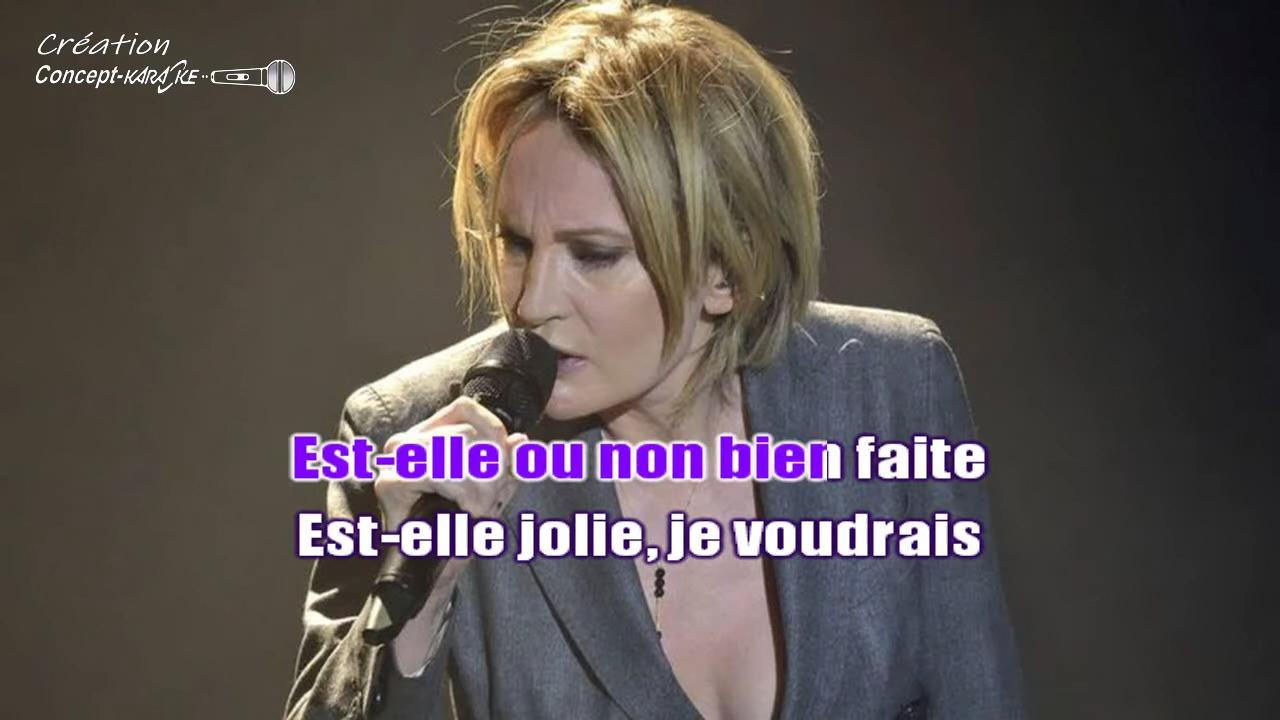 Création
Concept-KARAOKE
Est-elle ou non bien faite
Est-elle jolie, je voudrais